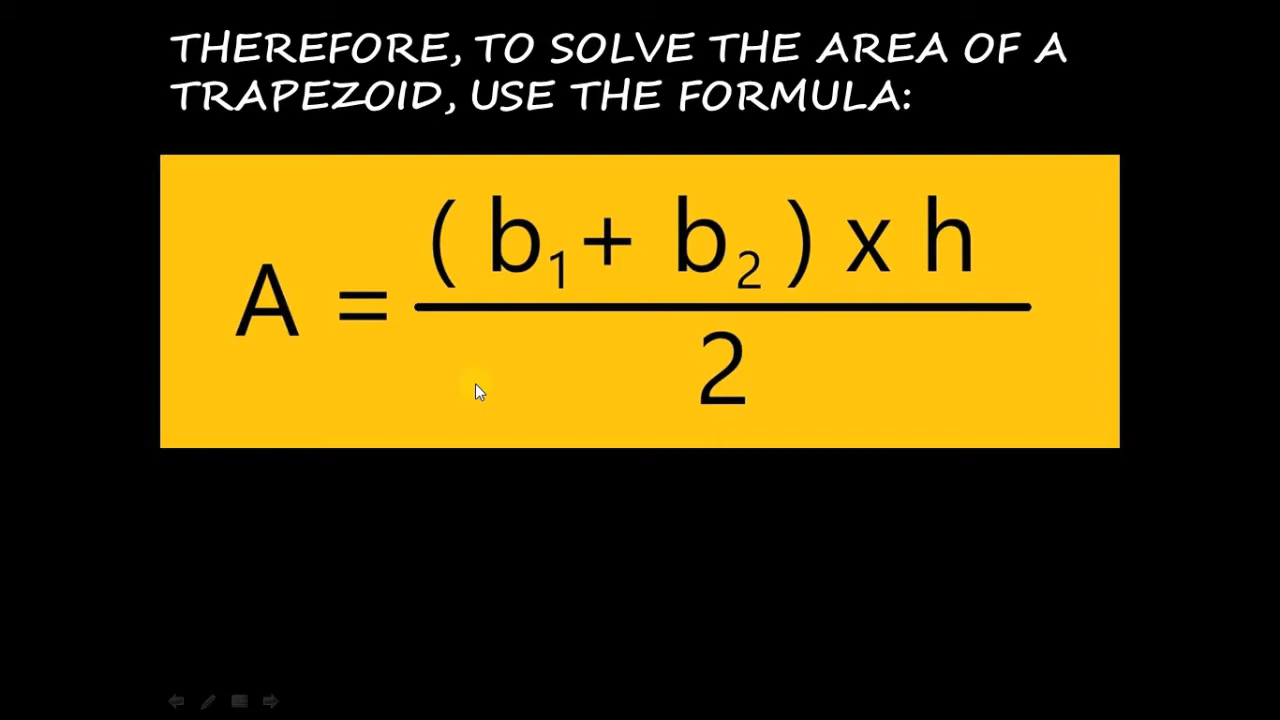 THEREFORE, TO SOLVE THE AREA OF A
TRAPEZOID, USE THE FORMULA:
A = ( b₁ + b₂ ) x h
2